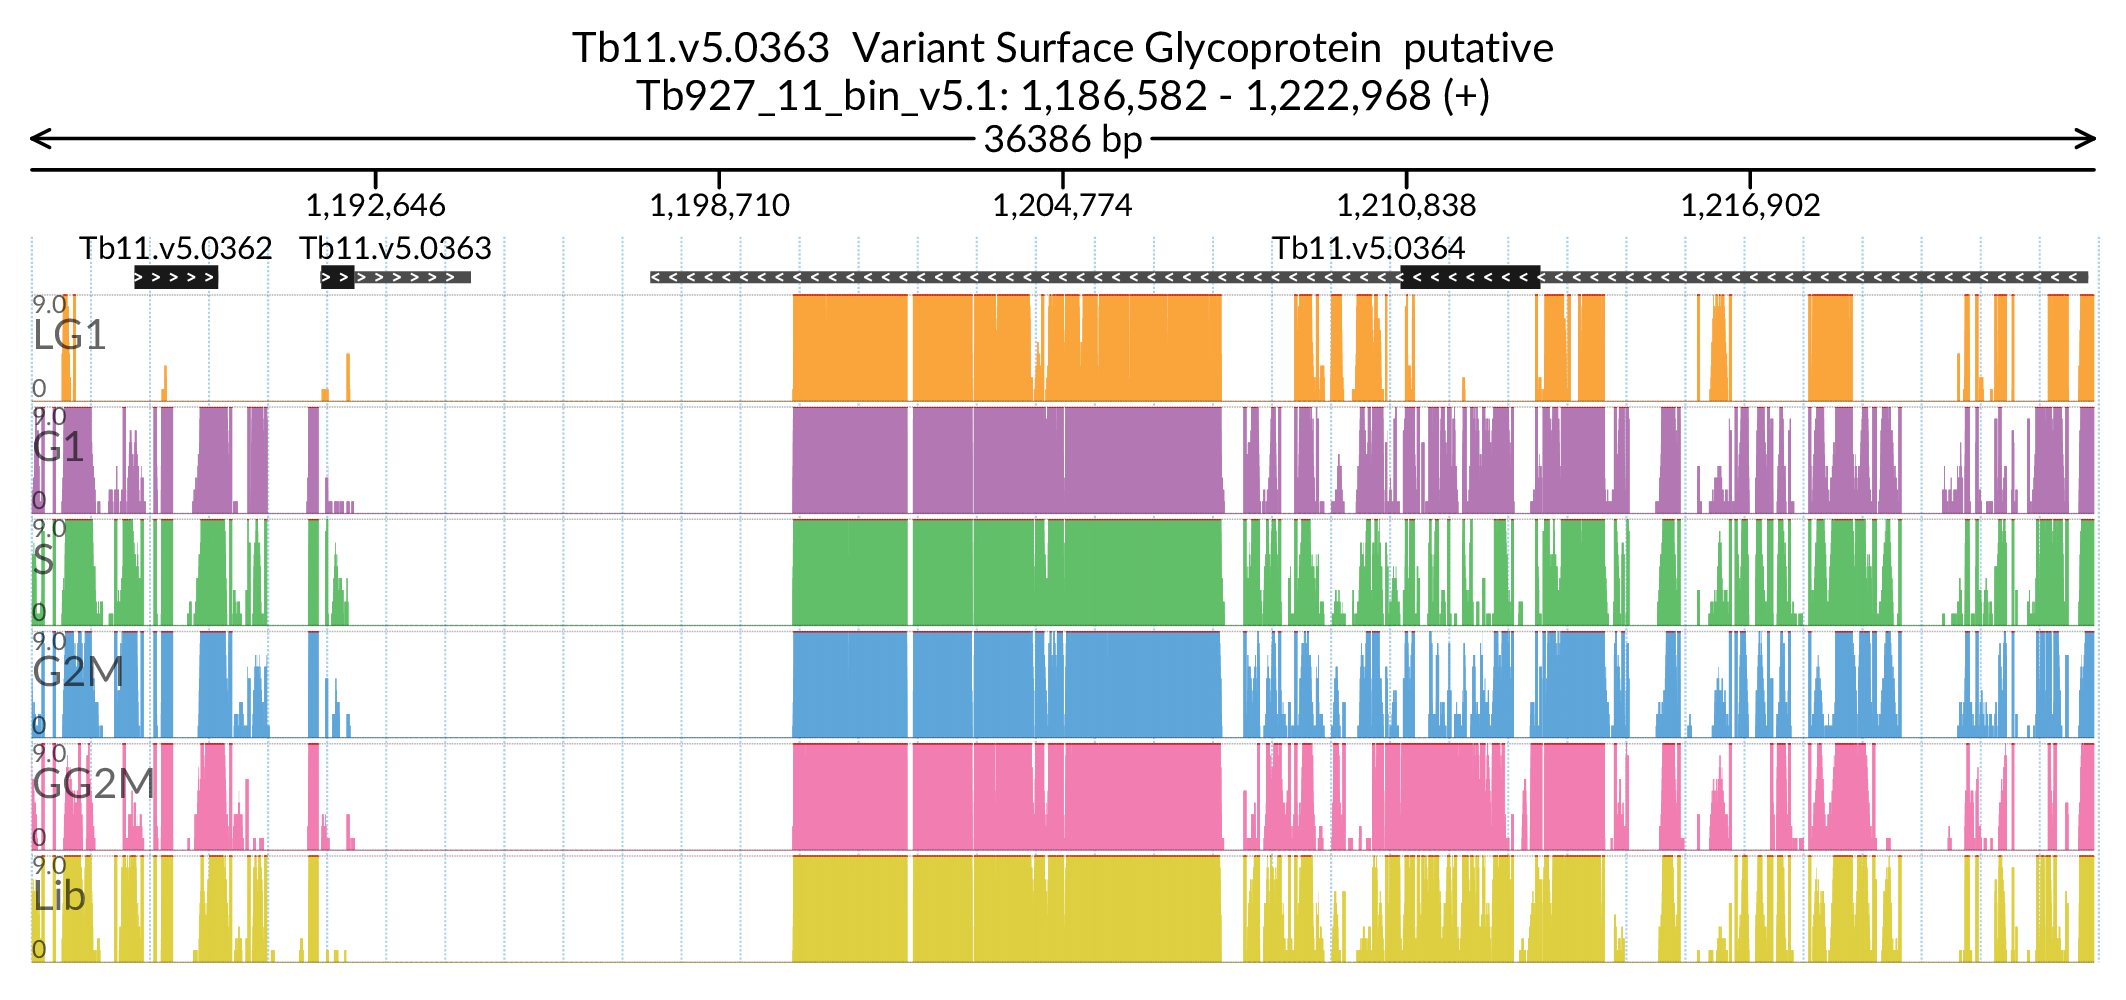 Tb11.v5.0363 Variant Surface Glycoprotein putative
Tb927_11_bin_v5.1: 1,186,582 - 1,222,968 (+)
36386 bp
1,192,646 1,198,710 1,204,774 1,210,838 1,216,902
Tb11.v5.0362 Tb11.v5.0363 Tb11.v5.0364
9.0
LG1
0
9.0
G1
0
9.0
S
0
9.0
G2M
0
9.0
GG2M
0
9.0
Lib
0